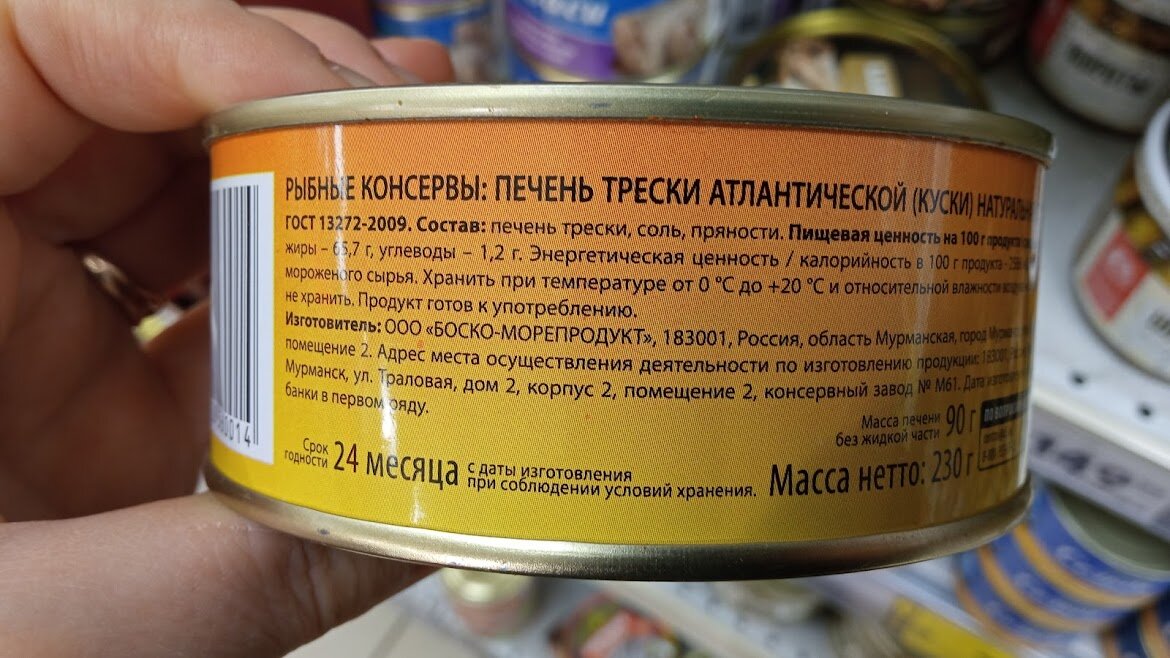 РЫБНЫЕ КОНСЕРВЫ: ПЕЧЕНЬ ТРЕСКИ АТЛАНТИЧЕСКОЙ (КУСКИ)
ГОСТ 13272-2009. Состав: печень трески, соль, пряности. Пищевая ценность на 100 г продукта
жиры – 65,7 г, углеводы – 1,2 г. Энергетическая ценность / калорийность в 100 г продукта -
мороженого сырья. Хранить при температуре от 0 °С до +20 °С и относительной влажности
не хранить. Продукт готов к употреблению.
Изготовитель: ООО «БОСКО-МОРЕПРОДУКТ», 183001, Россия, область Мурманская, город
помещение 2. Адрес места осуществления деятельности по изготовлению продукции: 183001,
Мурманск, ул. Траловая, дом 2, корпус 2, помещение 2, консервный завод № М61. Дата
банки в первом ряду.
Масса печени
без жидкой части 90 г
Срок
годности 24 месяца с даты изготовления
при соблюдении условий хранения.
Масса нетто: 230 г
149